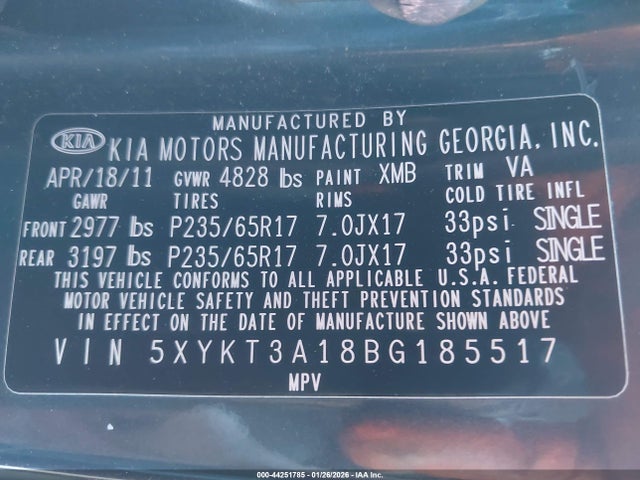 MANUFACTURED BY
KIA KIA MOTORS MANUFACTURING GEORGIA, INC.
APR/18/11 GVWR 4828 lbs PAINT XMB TRIM VA
GAWR TIRES RIMS COLD TIRE INFL
FRONT 2977 lbs P235/65R17 7.0JX17 33psi SINGLE
REAR 3197 lbs P235/65R17 7.0JX17 33psi SINGLE
THIS VEHICLE CONFORMS TO ALL APPLICABLE U.S.A. FEDERAL
MOTOR VEHICLE SAFETY AND THEFT PREVENTION STANDARDS
IN EFFECT ON THE DATE OF MANUFACTURE SHOWN ABOVE
VIN 5XYKT3A18BG185517
MPV
000-44251785 - 01/26/2026 - IAA Inc.